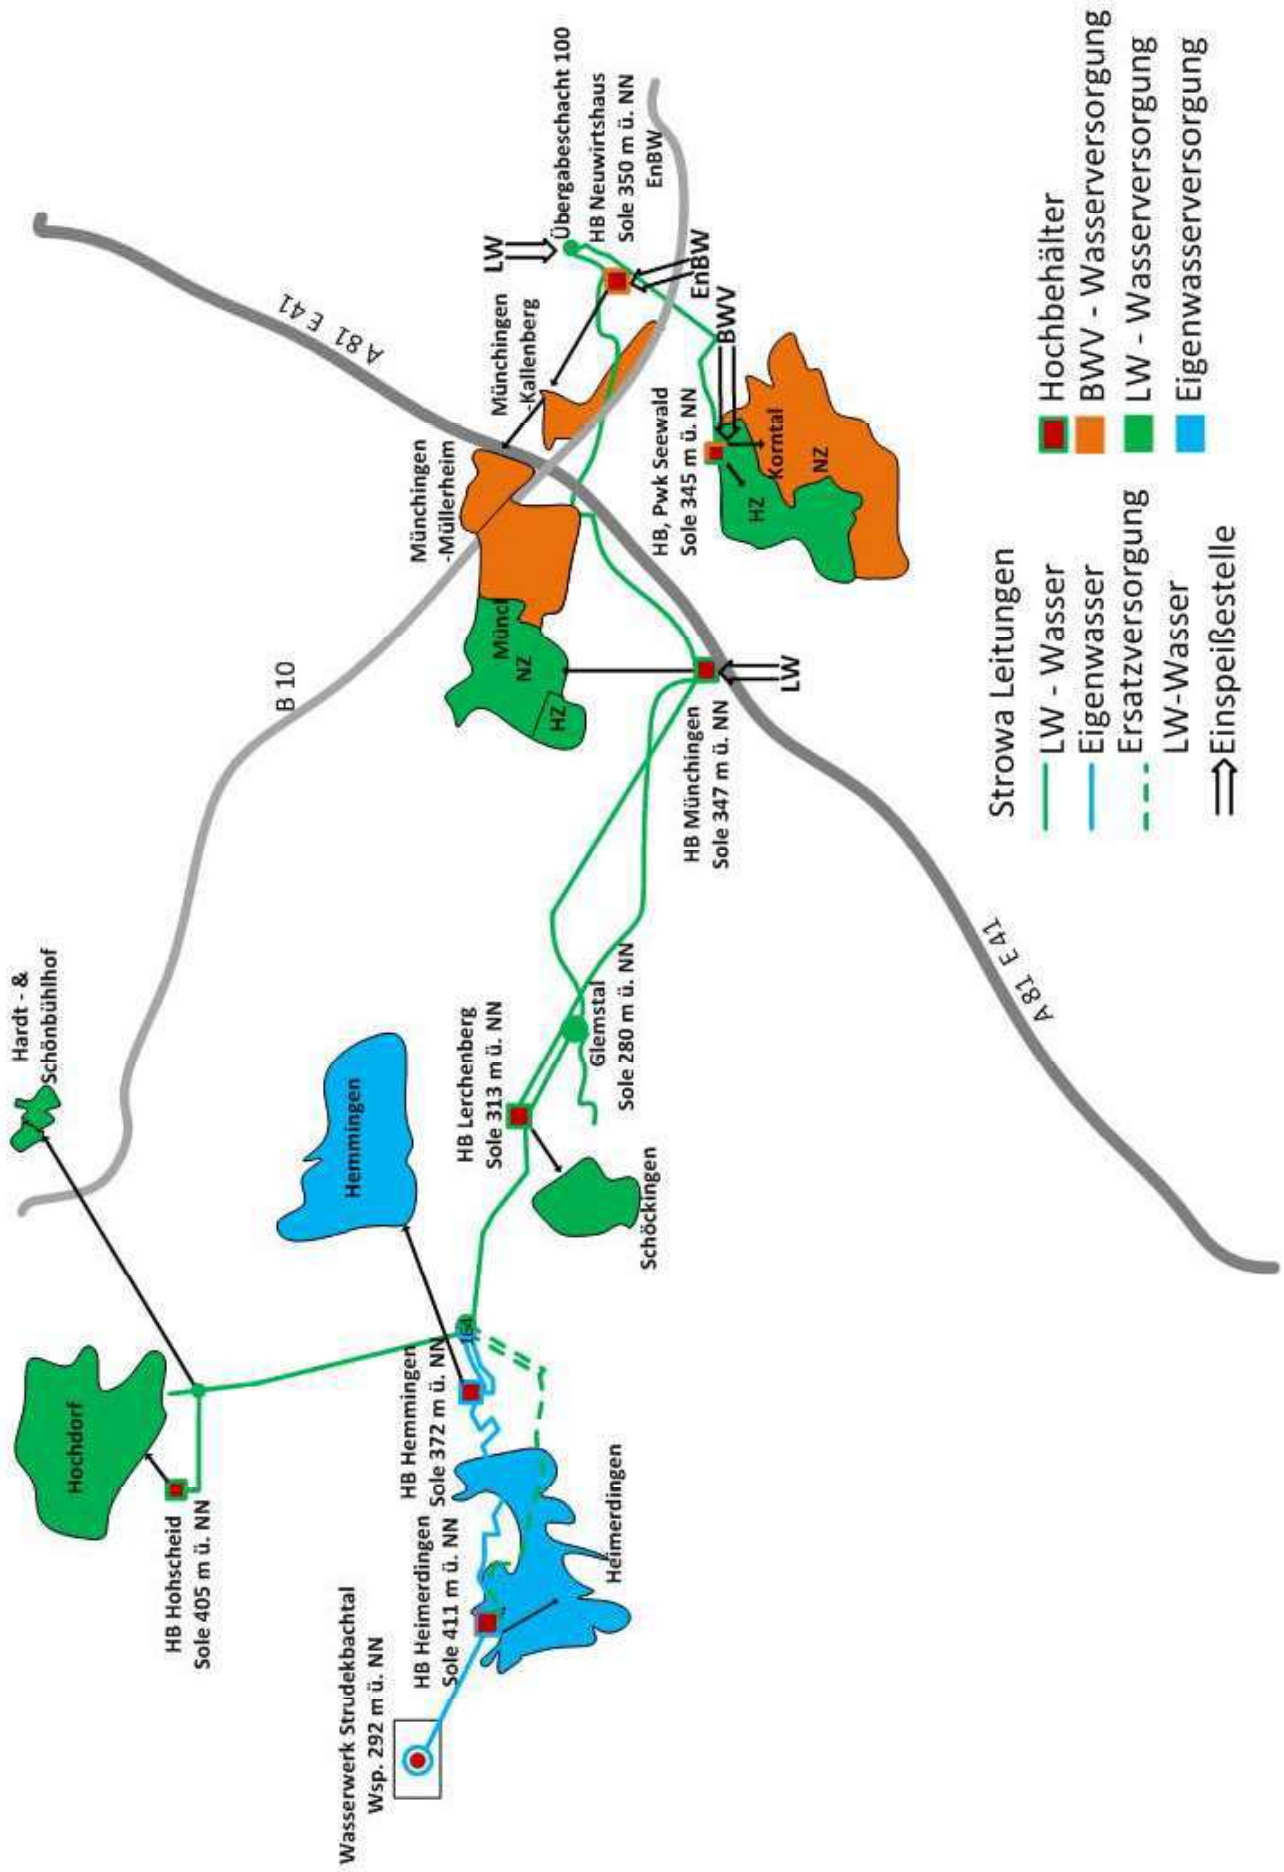 Hardt - &
Schönbühlhof
Hochdorf
HB Hohscheid
Sole 405 m ü. NN
Wasserwerk Strudekbachtal
Wsp. 292 m ü. NN
HB Heimerdingen
Sole 411 m ü. NN
HB Hemmingen
Sole 372 m ü. NN
164
Hemmingen
Heimerdingen
HB Lerchenberg
Sole 313 m ü. NN
Schöckingen
Glemstal
Sole 280 m ü. NN
B 10
A 81 E 41
Münchingen
-Müllerheim
Münchingen
-Kallenberg
Münc
NZ
HZ
HB Münchingen
Sole 347 m ü. NN
LW
LW
Übergabeschacht 100
HB Neuwirtshaus
Sole 350 m ü. NN
EnBW
EnBW
BWV
HB, Pwk Seewald
Sole 345 m ü. NN
HZ
Korntal
NZ
A 81 E 41
Strowa Leitungen
LW - Wasser
Eigenwasser
Ersatzversorgung
LW-Wasser
Einspeißestelle
Hochbehälter
BWV - Wasserversorgung
LW - Wasserversorgung
Eigenwasserversorgung